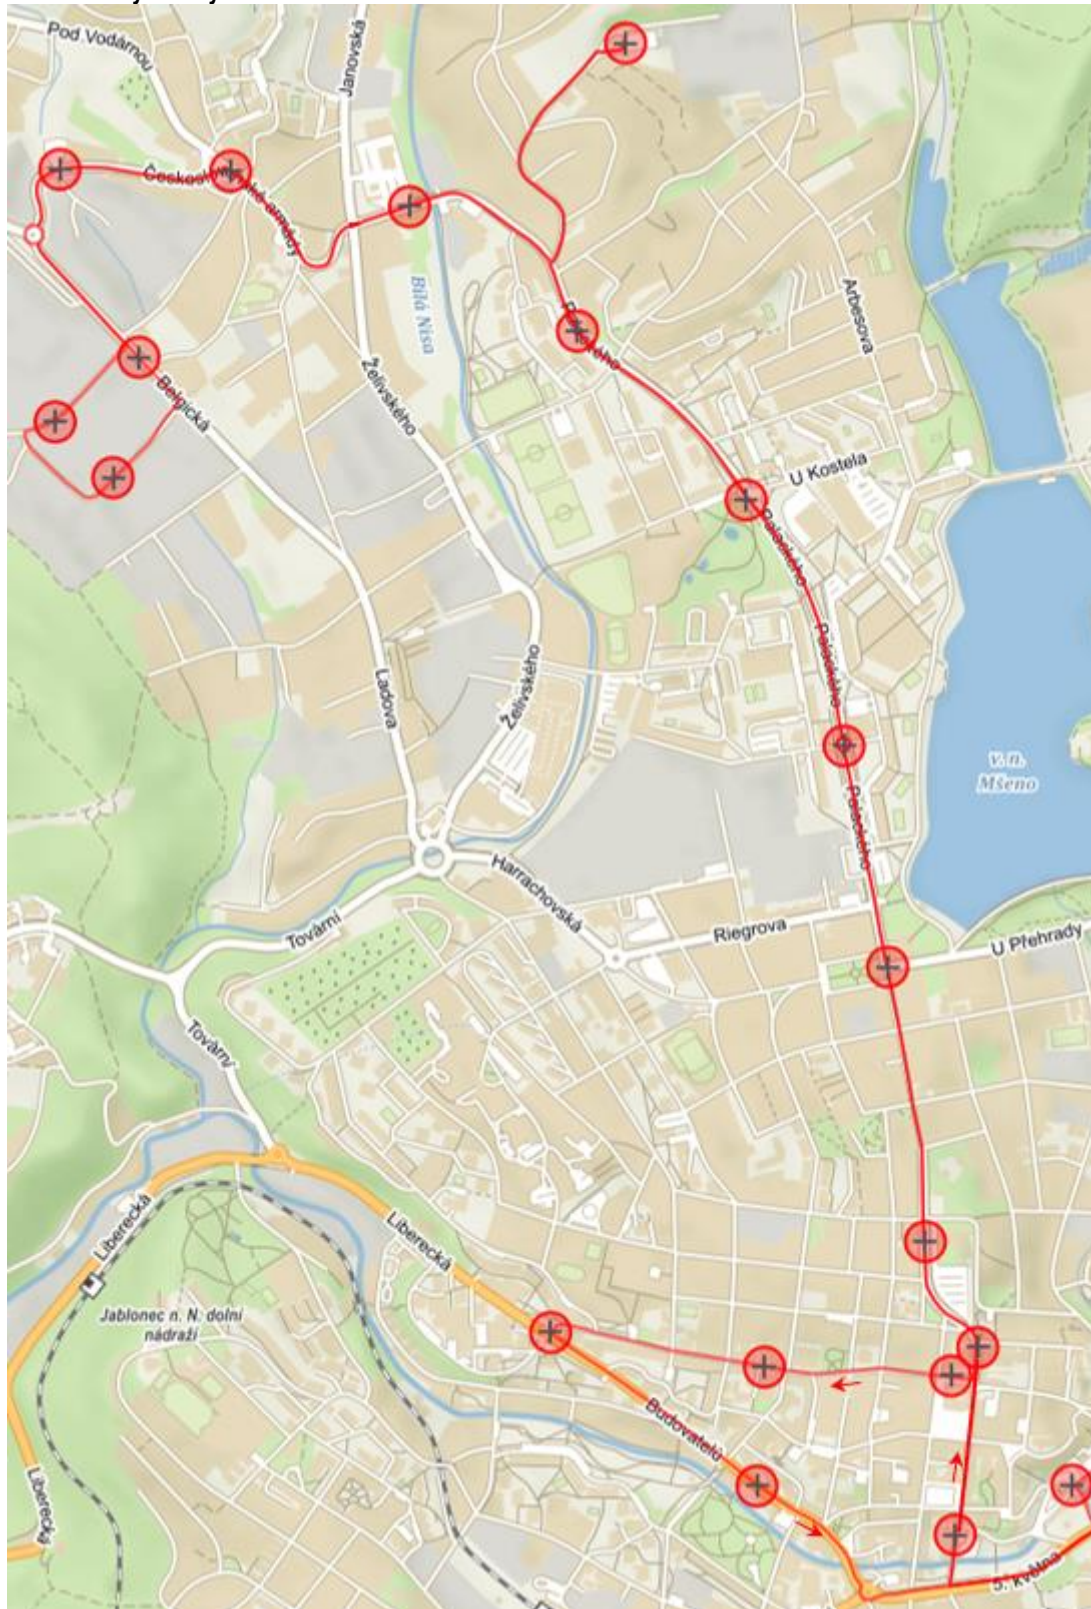 Pod Vodárnou
Janovská
Československé armády
Bílá Nisa
Palackého
Arbesova
Želivského
Belgická
U Kostela
Palackého
Palackého
Želivského
Ladova
v. n.
Mšeno
Palackého
Harrachovská
Tovární
Riegrova
U Přehrady
Tovární
Liberecká
Liberecká
Jablonec n. N. dolní
nádraží
Budovatelů
Liberecká
5. května